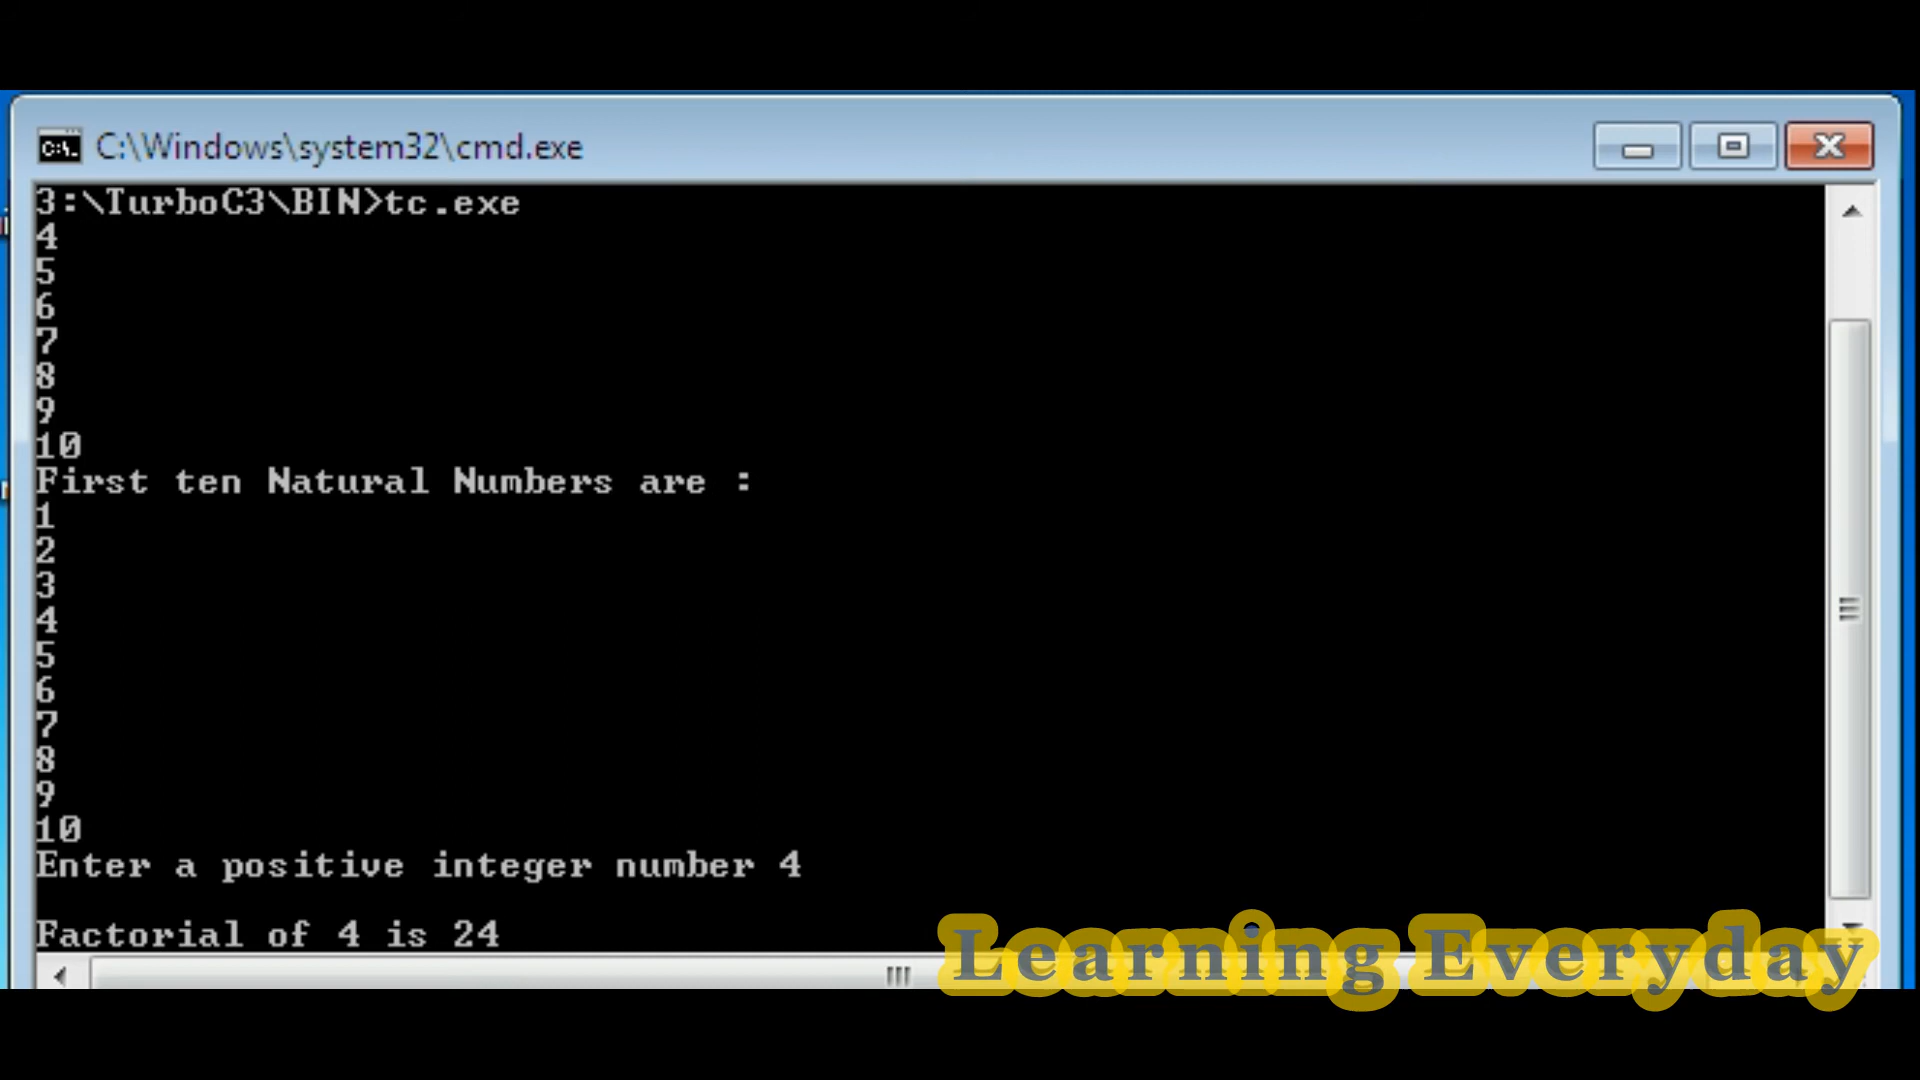 C:\Windows\system32\cmd.exe
3:\TurboC3\BIN>tc.exe
4
5
6
7
8
9
10
First ten Natural Numbers are :
1
2
3
4
5
6
7
8
9
10
Enter a positive integer number 4
Factorial of 4 is 24
Learning Everyday